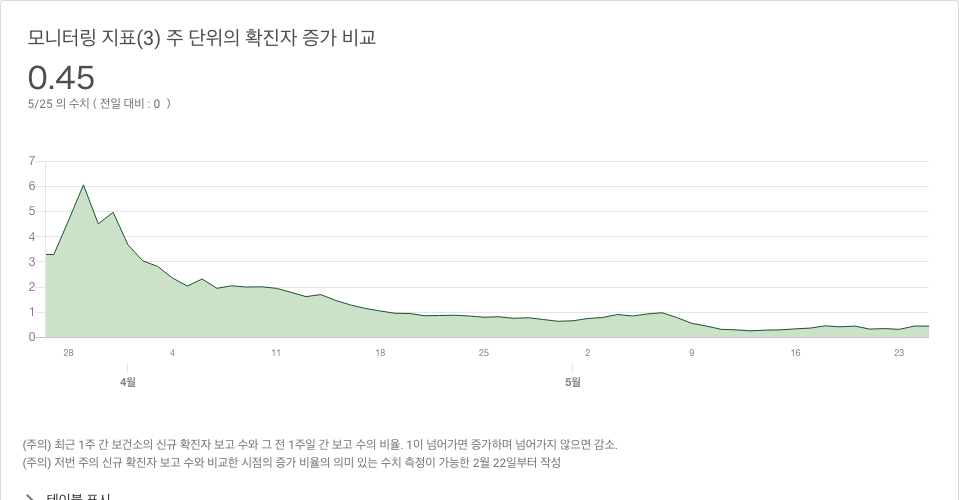 모니터링 지표(3) 주 단위의 확진자 증가 비교
0.45
5/25 의 수치 ( 전일 대비 : 0 )
7
6
5
4
3
2
1
0
28 4 11 18 25 2 9 16 23
4월 5월
(주의) 최근 1주 간 보건소의 신규 확진자 보고 수와 그 전 1주일 간 보고 수의 비율. 1이 넘어가면 증가하며 넘어가지 않으면 감소.
(주의) 저번 주의 신규 확진자 보고 수와 비교한 시점의 증가 비율의 의미 있는 수치 측정이 가능한 2월 22일부터 작성
테이블 표시